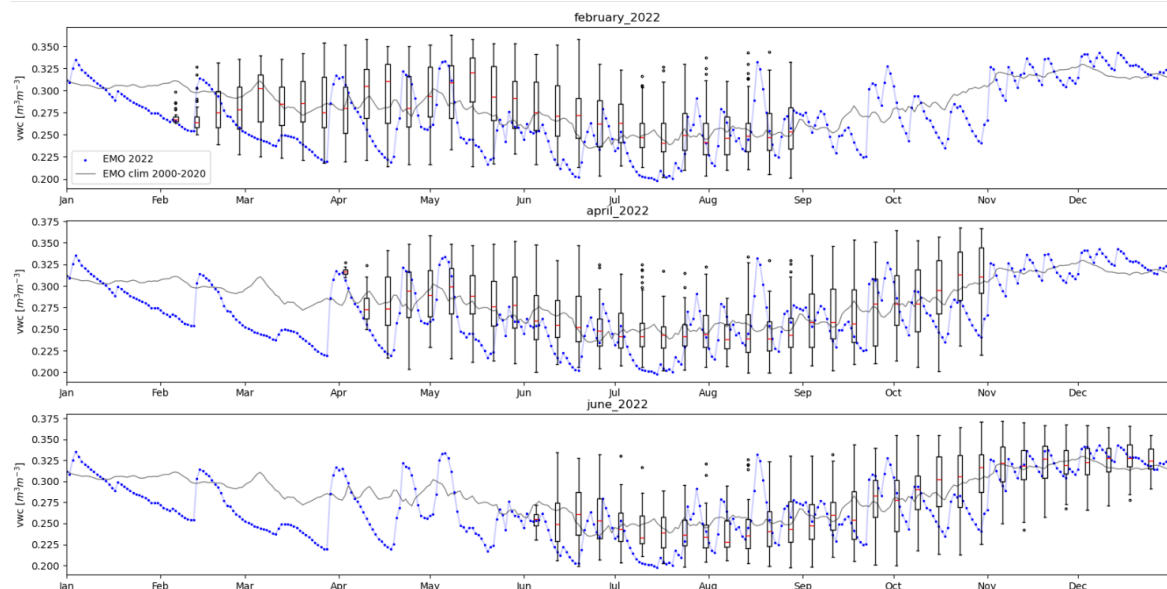 february_2022
0.350
0.325
0.300
0.275
0.250
0.225
0.200
vwc [m³m⁻³]
EMO 2022
EMO clim 2000-2020
Jan Feb Mar Apr May Jun Jul Aug Sep Oct Nov Dec
april_2022
0.375
0.350
0.325
0.300
0.275
0.250
0.225
0.200
vwc [m³m⁻³]
Jan Feb Mar Apr May Jun Jul Aug Sep Oct Nov Dec
june_2022
0.375
0.350
0.325
0.300
0.275
0.250
0.225
0.200
vwc [m³m⁻³]
Jan Feb Mar Apr May Jun Jul Aug Sep Oct Nov Dec